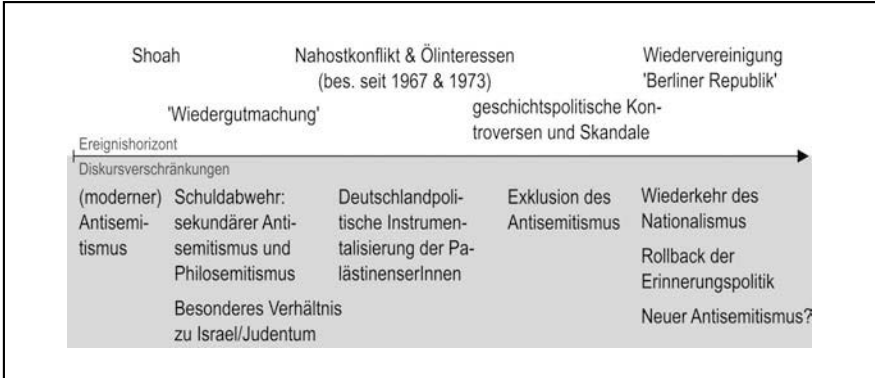 Shoah
Nahostkonflikt & Ölinteressen
(bes. seit 1967 & 1973)
Wiedervereinigung
'Berliner Republik'
'Wiedergutmachung'
geschichtspolitische Kon-
troversen und Skandale
Ereignishorizont
Diskursverschränkungen
(moderner)
Antisemi-
tismus
Schuldabwehr:
sekundärer Anti-
semitismus und
Philosemitismus
Besonderes Verhältnis
zu Israel/Judentum
Deutschlandpoli-
tische Instrumen-
talisierung der Pa-
lästinenserInnen
Exklusion des
Antisemitismus
Wiederkehr des
Nationalismus
Rollback der
Erinnerungspolitik
Neuer Antisemitismus?